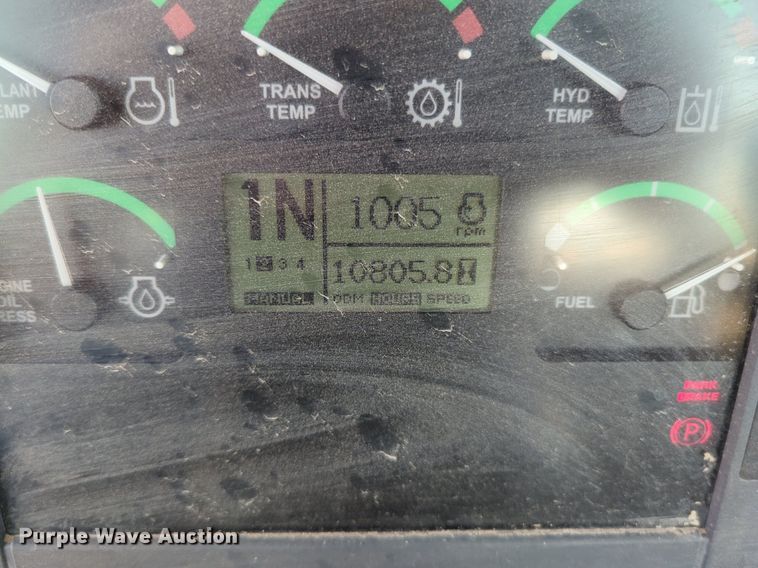 TRANS
TEMP
HYD
TEMP
1N
1005
rpm
1 2 3 4
10805.8
MANUAL
ODM HOURS SPEED
FUEL
PARK
BRAKE
P
Purple Wave Auction